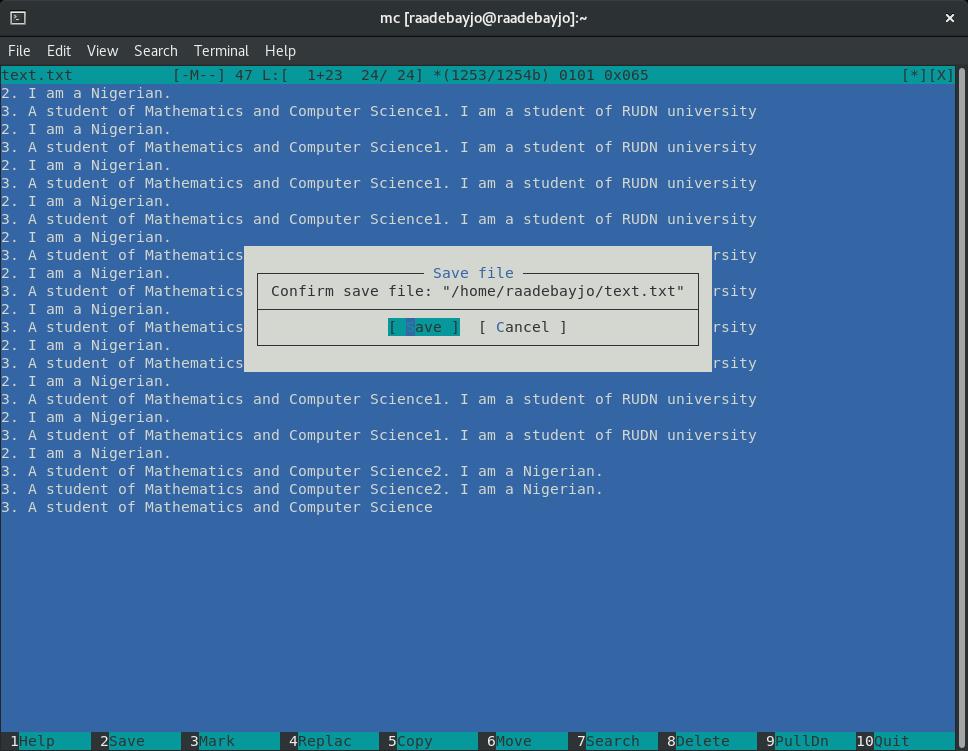 mc [raadebayjo@raadebayjo]:~
File Edit View Search Terminal Help
text.txt [-M--] 47 L:[ 1+23 24/ 24] *(1253/1254b) 0101 0x065 [*][X]
2. I am a Nigerian.
3. A student of Mathematics and Computer Science1. I am a student of RUDN university
2. I am a Nigerian.
3. A student of Mathematics and Computer Science1. I am a student of RUDN university
2. I am a Nigerian.
3. A student of Mathematics and Computer Science1. I am a student of RUDN university
2. I am a Nigerian.
3. A student of Mathematics and Computer Science1. I am a student of RUDN university
2. I am a Nigerian.
3. A student of Mathematics rsity
2. I am a Nigerian.
Save file
3. A student of Mathematics Confirm save file: "/home/raadebayjo/text.txt" rsity
2. I am a Nigerian.
3. A student of Mathematics [ Save ] [ Cancel ] rsity
2. I am a Nigerian.
3. A student of Mathematics rsity
2. I am a Nigerian.
3. A student of Mathematics and Computer Science1. I am a student of RUDN university
2. I am a Nigerian.
3. A student of Mathematics and Computer Science1. I am a student of RUDN university
2. I am a Nigerian.
3. A student of Mathematics and Computer Science2. I am a Nigerian.
3. A student of Mathematics and Computer Science2. I am a Nigerian.
3. A student of Mathematics and Computer Science
1Help 2Save 3Mark 4Replac 5Copy 6Move 7Search 8Delete 9PullDn 10Quit